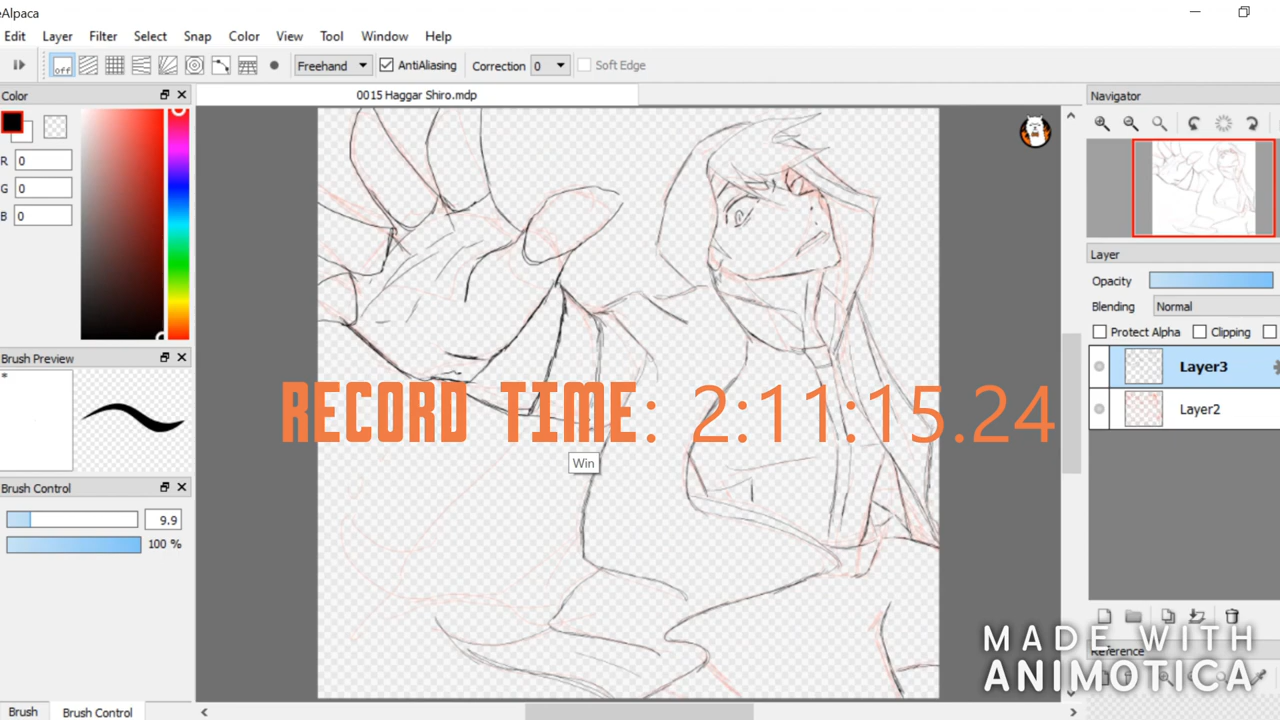 eAlpaca
Edit Layer Filter Select Snap Color View Tool Window Help
off Freehand AntiAliasing Correction 0 Soft Edge
Color
0015 Haggar Shiro.mdp
Navigator
R 0
G 0
B 0
Layer
Opacity
Blending Normal
Protect Alpha Clipping
Brush Preview
*
Layer3
Layer2
RECORD TIME: 2:11:15.24
Win
Brush Control
9.9
100 %
MADE WITH
ANIMOTICA
Reference
Brush Brush Control